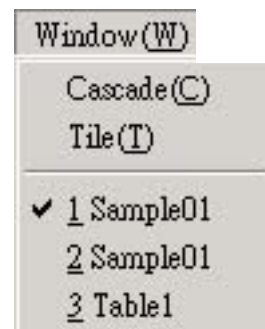 Window(W)
Cascade(C)
Tile(T)
✔ 1 Sample01
2 Sample01
3 Table1